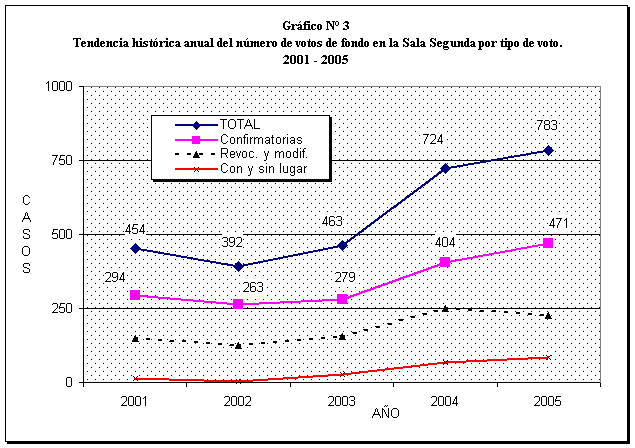 Gráfico Nº 3
Tendencia histórica anual del número de votos de fondo en la Sala Segunda por tipo de voto.
2001 - 2005
1000
750
500
250
0
CASOS
TOTAL
Confirmatorias
Revoc. y modif.
Con y sin lugar
454
392
463
724
783
294
263
279
404
471
2001
2002
2003
2004
2005
AÑO